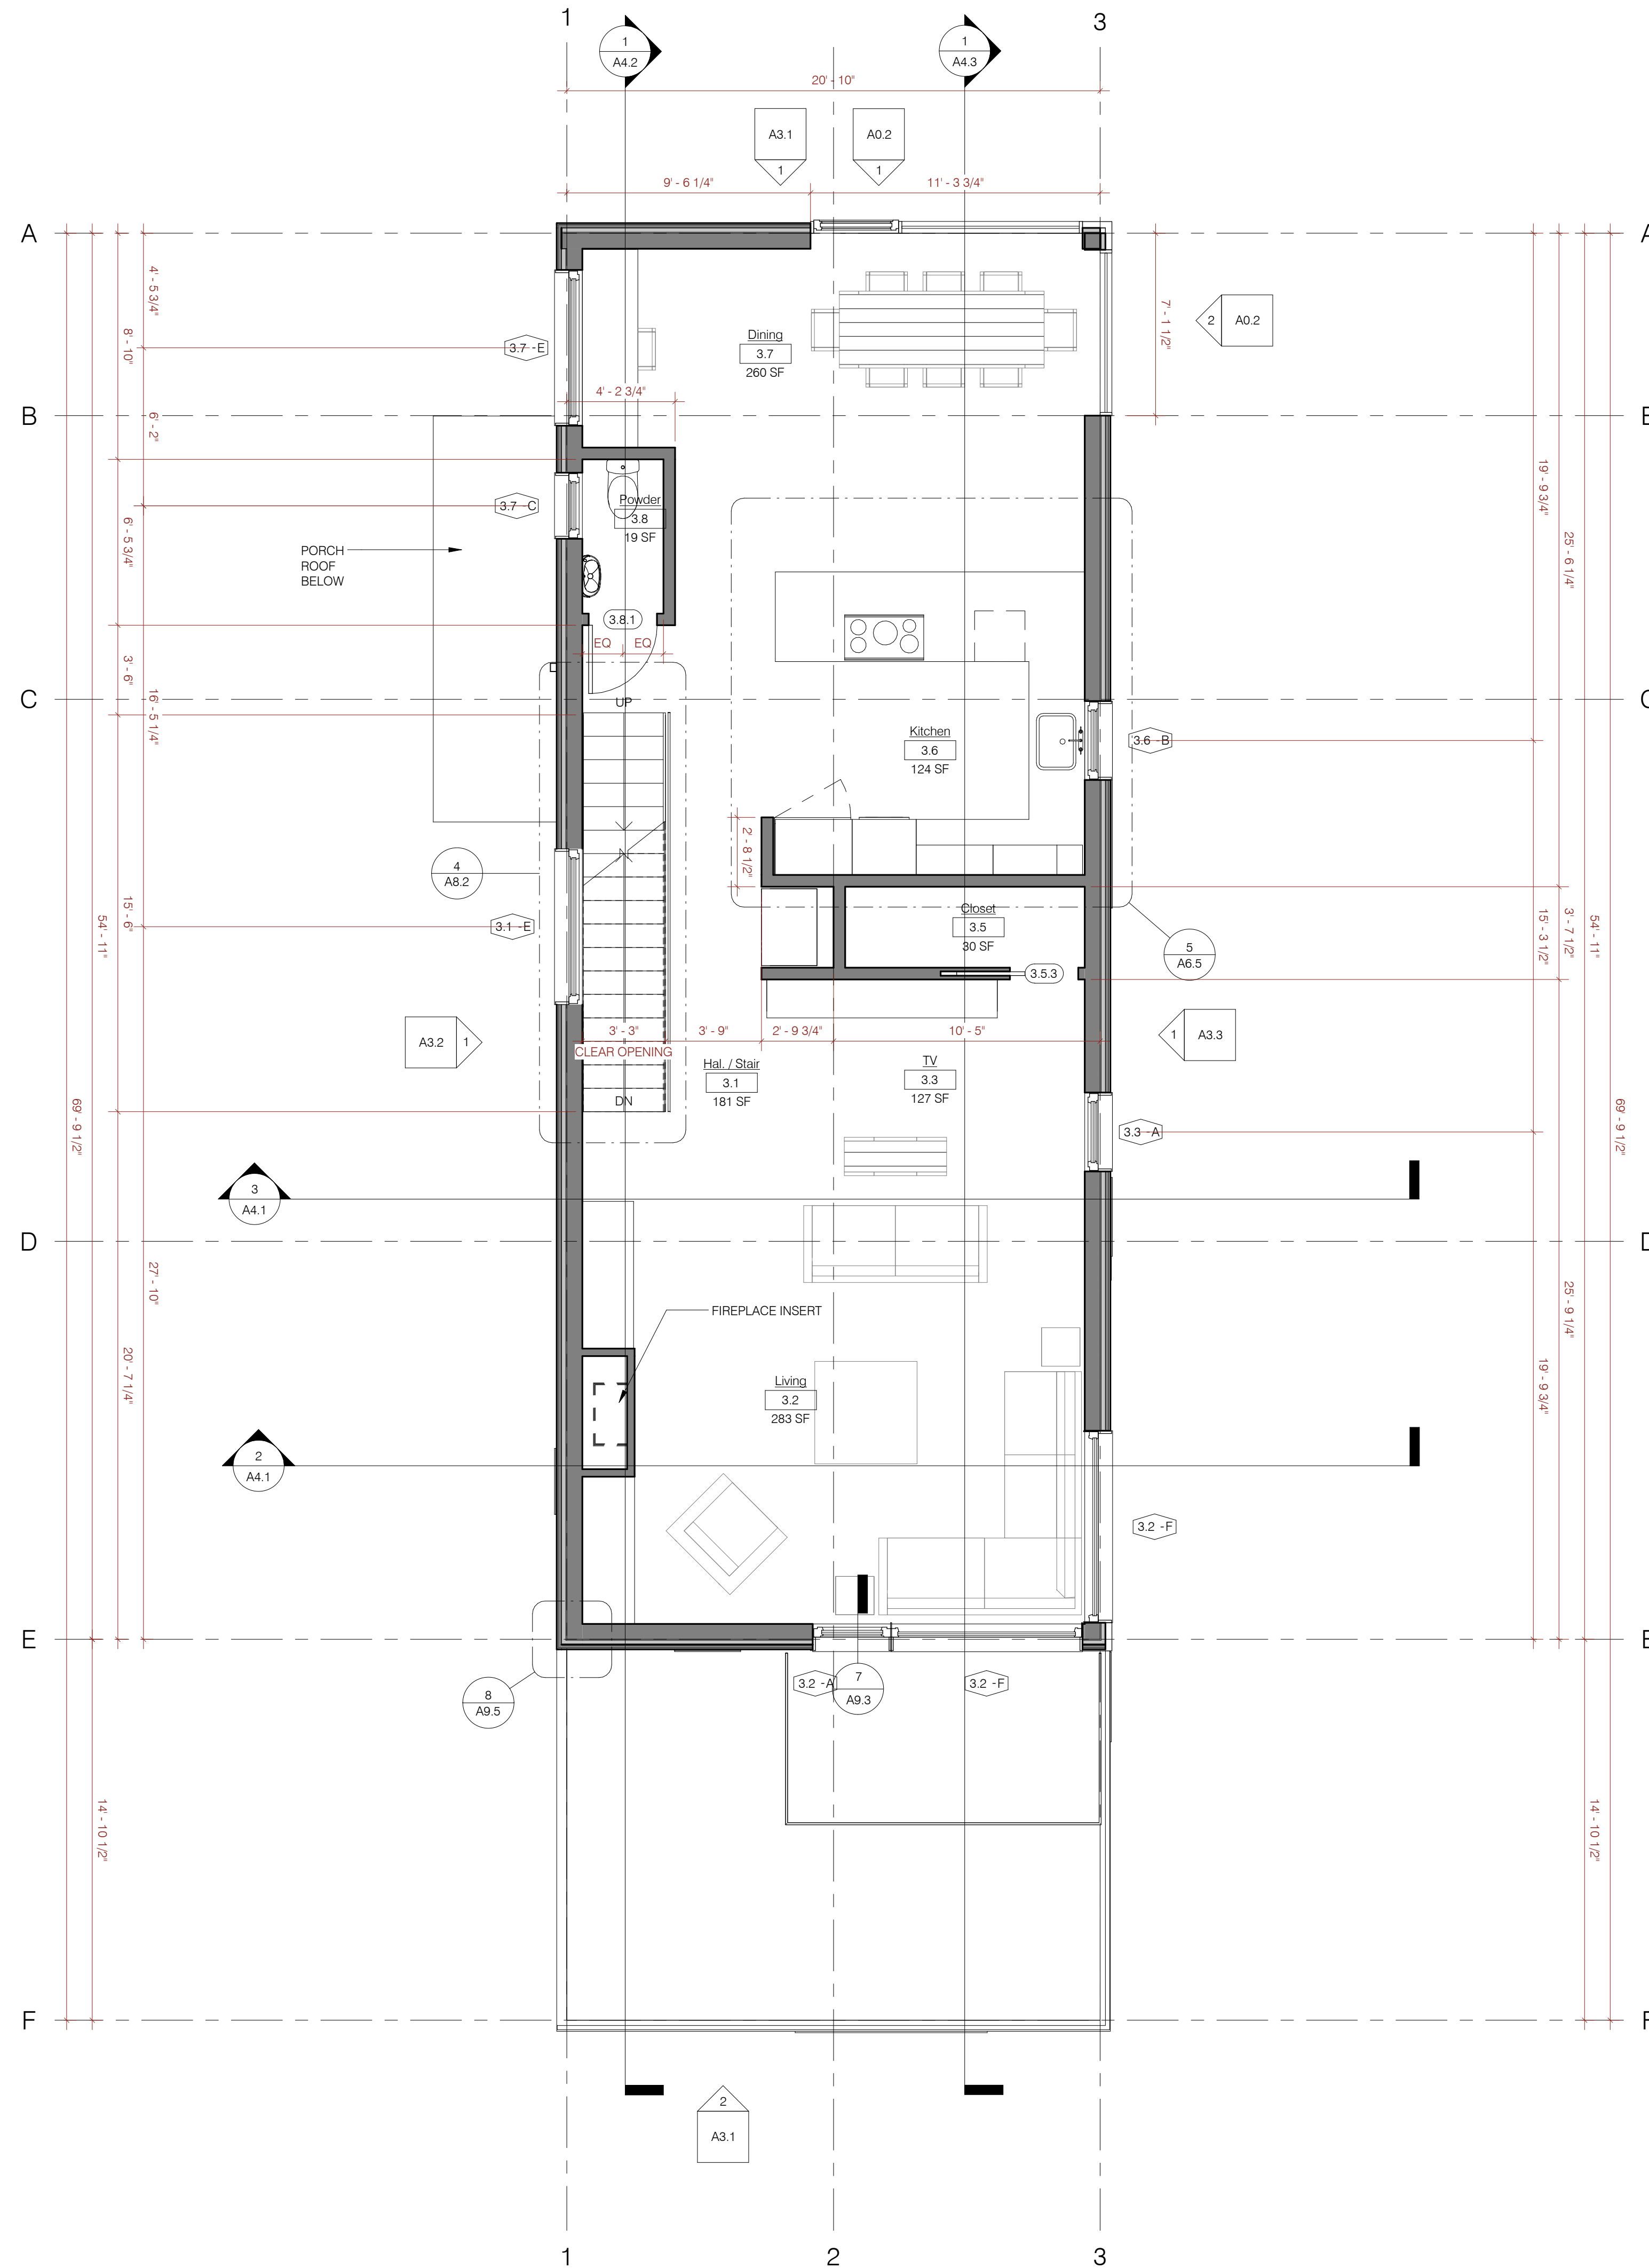 1
3
1
A4.2
1
A4.3
20' - 10"
A3.1
1
A0.2
1
9' - 6 1/4"
11' - 3 3/4"
A
A
4' - 5 3/4"
8' - 10"
7' - 1 1/2"
2
A0.2
3.7 -E
Dining
3.7
260 SF
4' - 2 3/4"
B
6' - 2"
19' - 9 3/4"
3.7 -C
Powder
3.8
19 SF
6' - 5 3/4"
25' - 6 1/4"
PORCH
ROOF
BELOW
3.8.1
EQ
EQ
3' - 6"
16' - 5 1/4"
C
UP
Kitchen
3.6
124 SF
3.6 -B
2' - 8 1/2"
4
A8.2
3.1 -E
15' - 6"
54' - 11"
Closet
3.5
30 SF
5
A6.5
15' - 3 1/2"
3' - 7 1/2"
54' - 11"
3.5.3
A3.2
1
3' - 3"
3' - 9"
2' - 9 3/4"
10' - 5"
CLEAR OPENING
1
A3.3
Hal. / Stair
3.1
181 SF
TV
3.3
127 SF
DN
3.3 -A
69' - 9 1/2"
69' - 9 1/2"
3
A4.1
D
27' - 10"
25' - 9 1/4"
FIREPLACE INSERT
20' - 7 1/4"
19' - 9 3/4"
Living
3.2
283 SF
2
A4.1
3.2 -F
E
8
A9.5
3.2 -A
7
A9.3
3.2 -F
14' - 10 1/2"
14' - 10 1/2"
F
2
A3.1
1
2
3